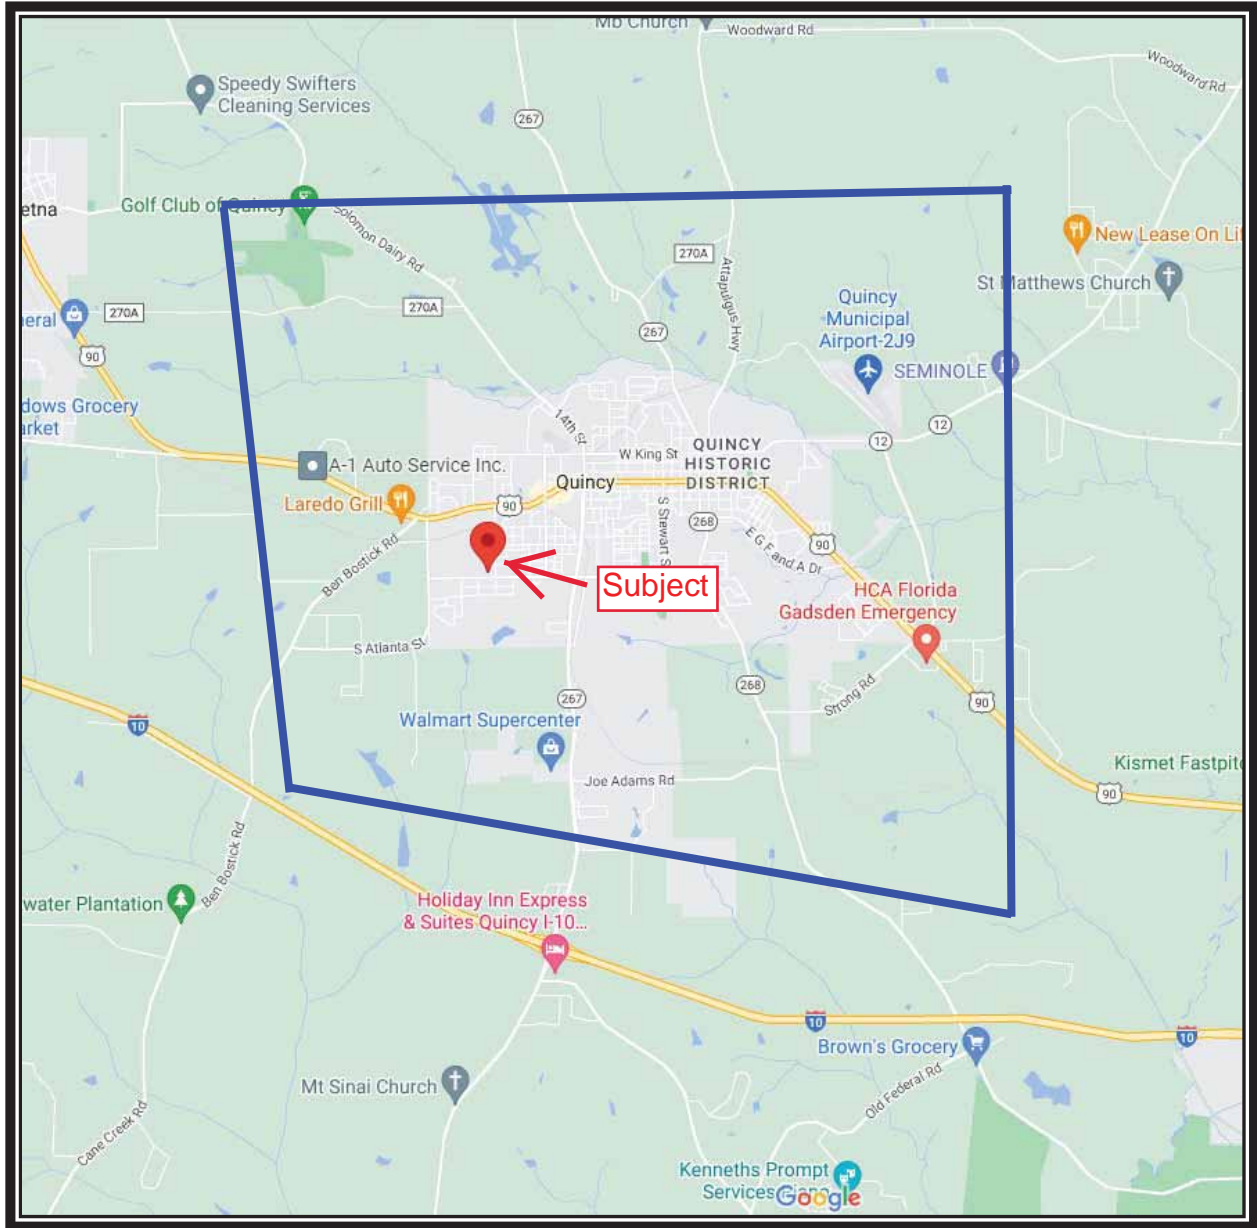 Mb Church
Woodward Rd
Woodward Rd
Speedy Swifters
Cleaning Services
267
etna
Golf Club of Quincy
Solomon Dairy Rd
270A
Attapulgus Hwy
New Lease On Li
St Matthews Church
270A
270A
Quincy
Municipal
Airport-2J9
267
eral
90
SEMINOLE
dows Grocery
arket
14th St
12
12
W King St
QUINCY
HISTORIC
DISTRICT
A-1 Auto Service Inc.
Quincy
Laredo Grill
90
S Stewart S
268
E G F and A Dr
90
Ben Bostick Rd
Subject
HCA Florida
Gadsden Emergency
S Atlanta St
267
268
Strong Rd
90
10
Walmart Supercenter
Joe Adams Rd
Kismet Fastpit
90
Ben Bostick Rd
water Plantation
Holiday Inn Express
& Suites Quincy I-10...
10
10
Brown's Grocery
Mt Sinai Church
Old Federal Rd
Cane Creek Rd
Kenneths Prompt
Services
Google